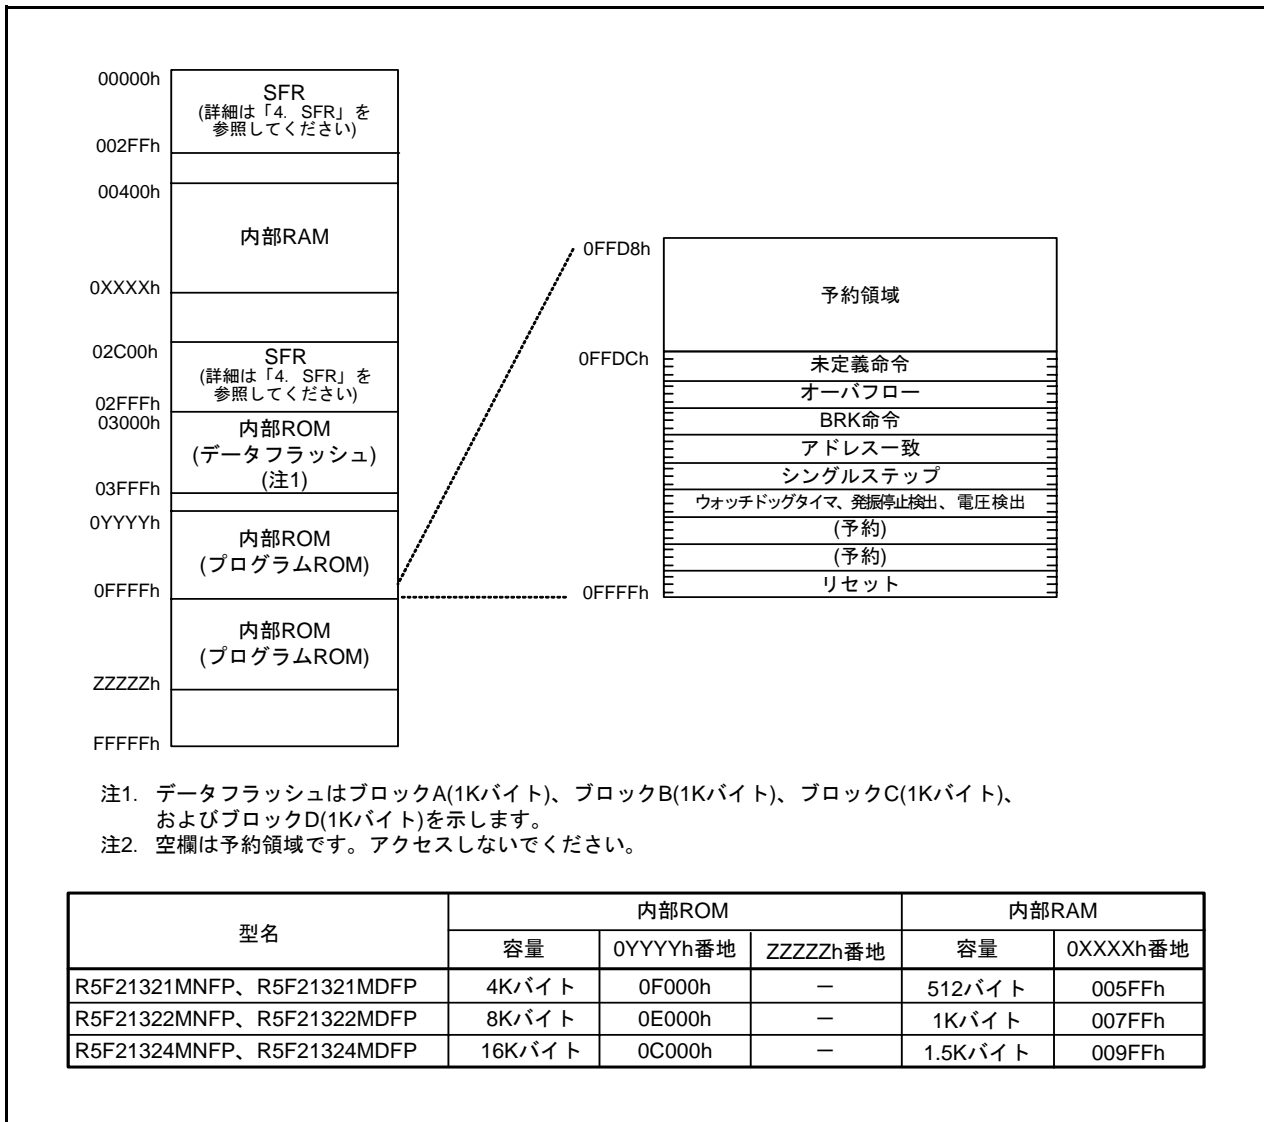 00000h
SFR
(詳細は「4. SFR」を
参照してください)
002FFh
00400h
内部RAM
0XXXXh
02C00h
SFR
(詳細は「4. SFR」を
参照してください)
02FFFh
03000h
内部ROM
(データフラッシュ)
(注1)
03FFFh
0YYYYh
内部ROM
(プログラムROM)
0FFFFh
内部ROM
(プログラムROM)
ZZZZZh
FFFFFh
0FFD8h
予約領域
0FFDCh
未定義命令
オーバフロー
BRK命令
アドレス一致
シングルステップ
ウォッチドッグタイマ、発振停止検出、電圧検出
(予約)
(予約)
0FFFFh
リセット
注1. データフラッシュはブロックA(1Kバイト)、ブロックB(1Kバイト)、ブロックC(1Kバイト)、
およびブロックD(1Kバイト)を示します。
注2. 空欄は予約領域です。アクセスしないでください。
型名 内部ROM 内部RAM
容量 0YYYYh番地 ZZZZZh番地 容量 0XXXXh番地
R5F21321MNFP、R5F21321MDFP 4Kバイト 0F000h － 512バイト 005FFh
R5F21322MNFP、R5F21322MDFP 8Kバイト 0E000h － 1Kバイト 007FFh
R5F21324MNFP、R5F21324MDFP 16Kバイト 0C000h － 1.5Kバイト 009FFh